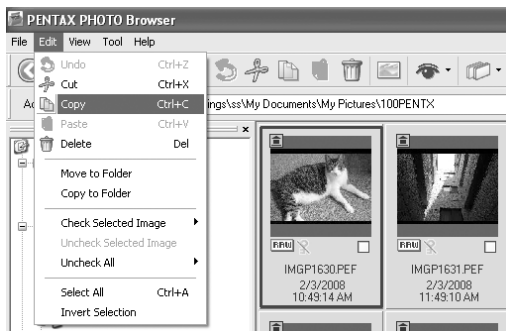 PENTAX PHOTO Browser
File Edit View Tool Help
Undo Ctrl+Z
Cut Ctrl+X
Copy Ctrl+C
Paste Ctrl+V
Delete Del
Move to Folder
Copy to Folder
Check Selected Image
Uncheck Selected Image
Uncheck All
Select All Ctrl+A
Invert Selection
Ad
ings\ss\My Documents\My Pictures\100PENTX
RAW
IMGP1630.PEF
2/3/2008
10:49:14 AM
RAW
IMGP1631.PEF
2/3/2008
11:49:10 AM